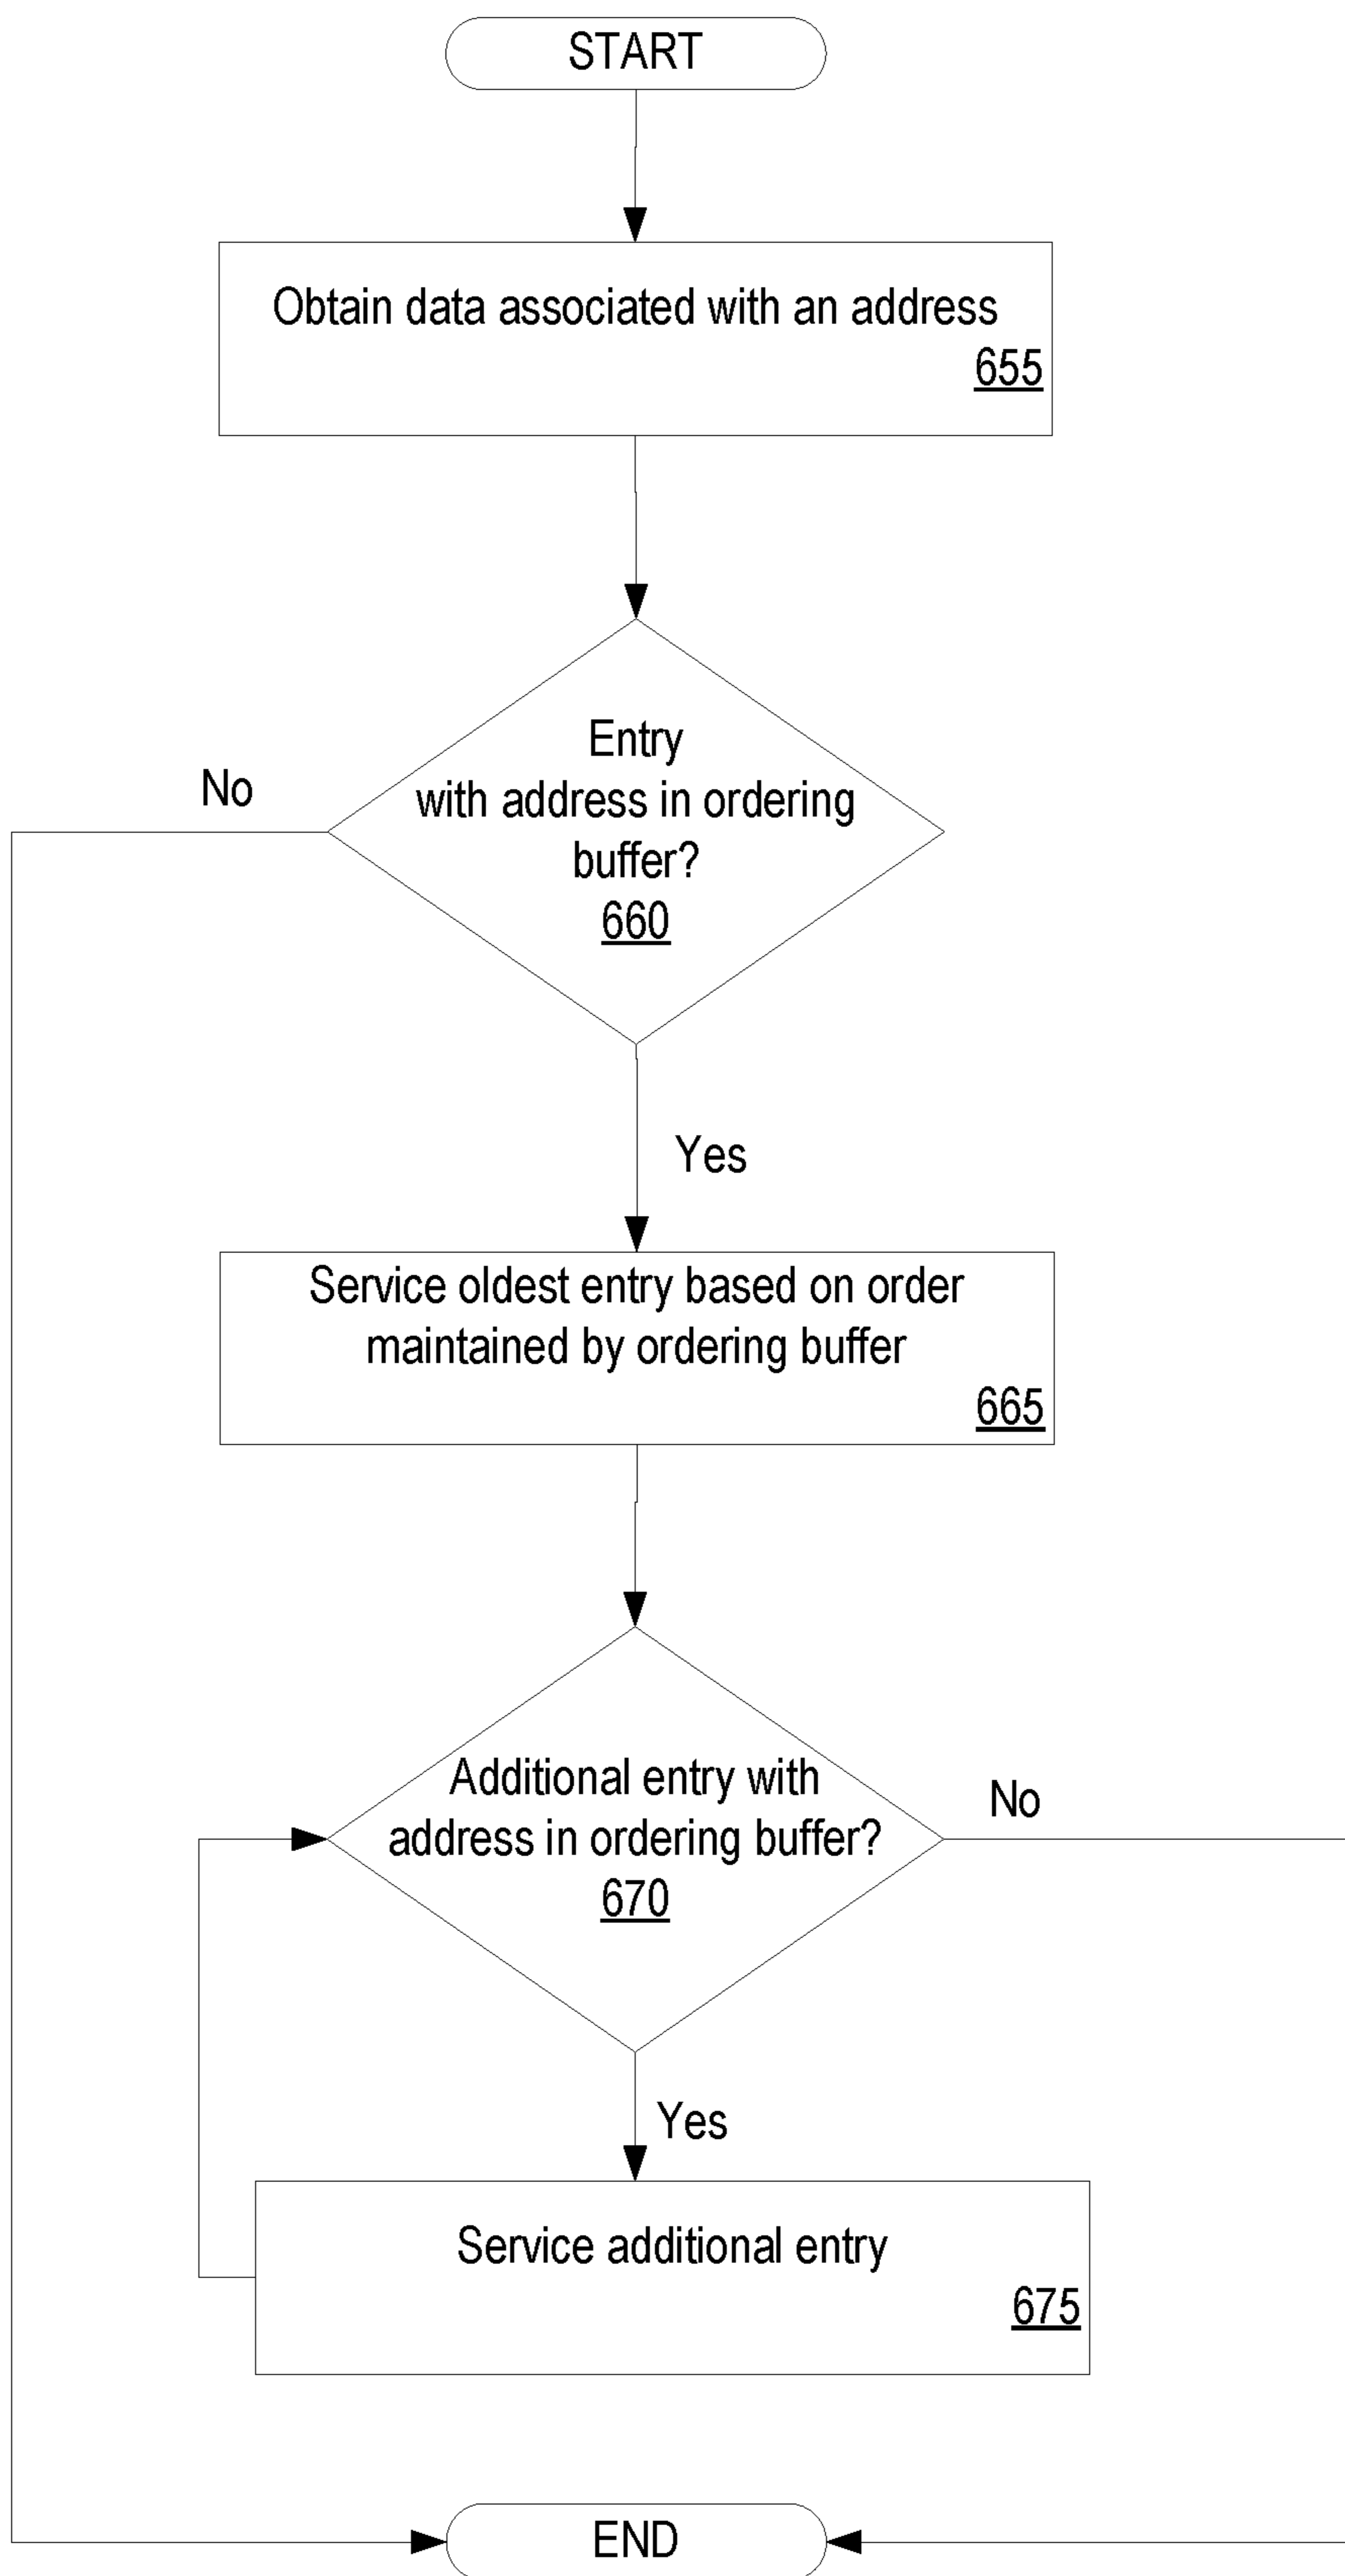 START
Obtain data associated with an address
655
Entry
with address in ordering
buffer?
660
No
Yes
Service oldest entry based on order
maintained by ordering buffer
665
Additional entry with
address in ordering buffer?
670
No
Yes
Service additional entry
675
END